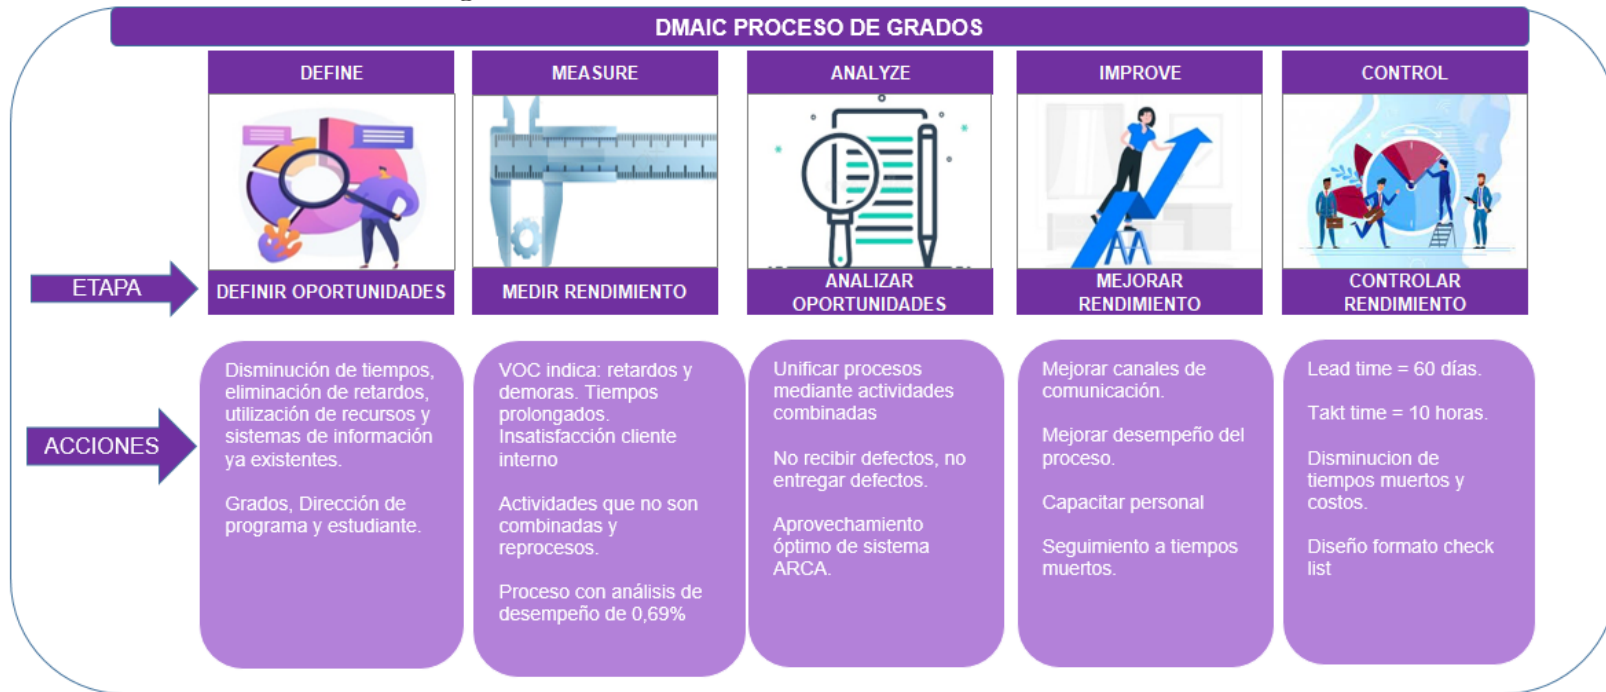 DMAIC PROCESO DE GRADOS
DEFINE
MEASURE
ANALYZE
IMPROVE
CONTROL
ETAPA
DEFINIR OPORTUNIDADES
MEDIR RENDIMIENTO
ANALIZAR
OPORTUNIDADES
MEJORAR
RENDIMIENTO
CONTROLAR
RENDIMIENTO
ACCIONES
Disminución de tiempos,
eliminación de retardos,
utilización de recursos y
sistemas de información
ya existentes.
Grados, Dirección de
programa y estudiante.
VOC indica: retardos y
demoras. Tiempos
prolongados.
Insatisfacción cliente
interno
Actividades que no son
combinadas y
reprocesos.
Proceso con análisis de
desempeño de 0,69%
Unificar procesos
mediante actividades
combinadas
No recibir defectos, no
entregar defectos.
Aprovechamiento
óptimo de sistema
ARCA.
Mejorar canales de
comunicación.
Mejorar desempeño del
proceso.
Capacitar personal
Seguimiento a tiempos
muertos.
Lead time = 60 días.
Takt time = 10 horas.
Disminucion de
tiempos muertos y
costos.
Diseño formato check
list